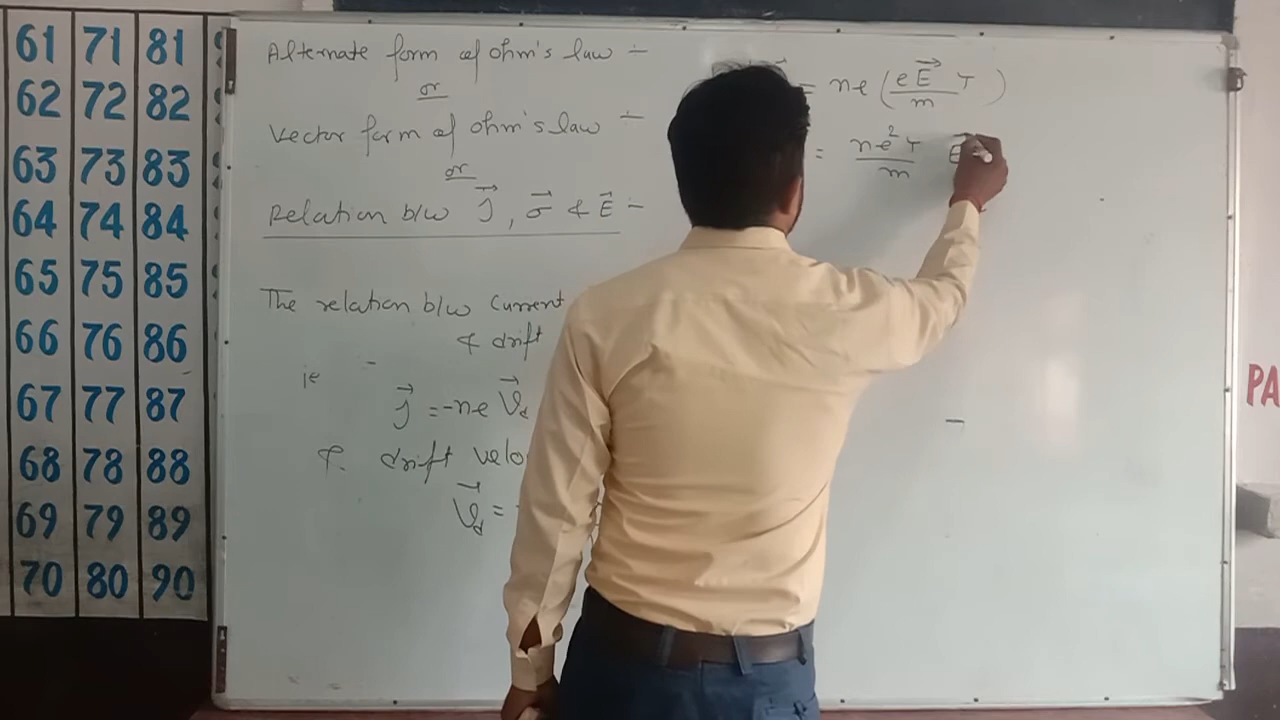 61 71 81
62 72 82
63 73 83
64 74 84
65 75 85
66 76 86
67 77 87
68 78 88
69 79 89
70 80 90
Alternate form of ohm's law ÷
or
Vector form of ohm's law ÷
or
Relation b/w J⃗, σ⃗ & E⃗ –
The relation b/w Current
& drift
ie
J⃗ = -ne V⃗d
&. drift
V⃗d =
= ne (eE⃗/m τ)
= ne²τ/m E⃗
PA